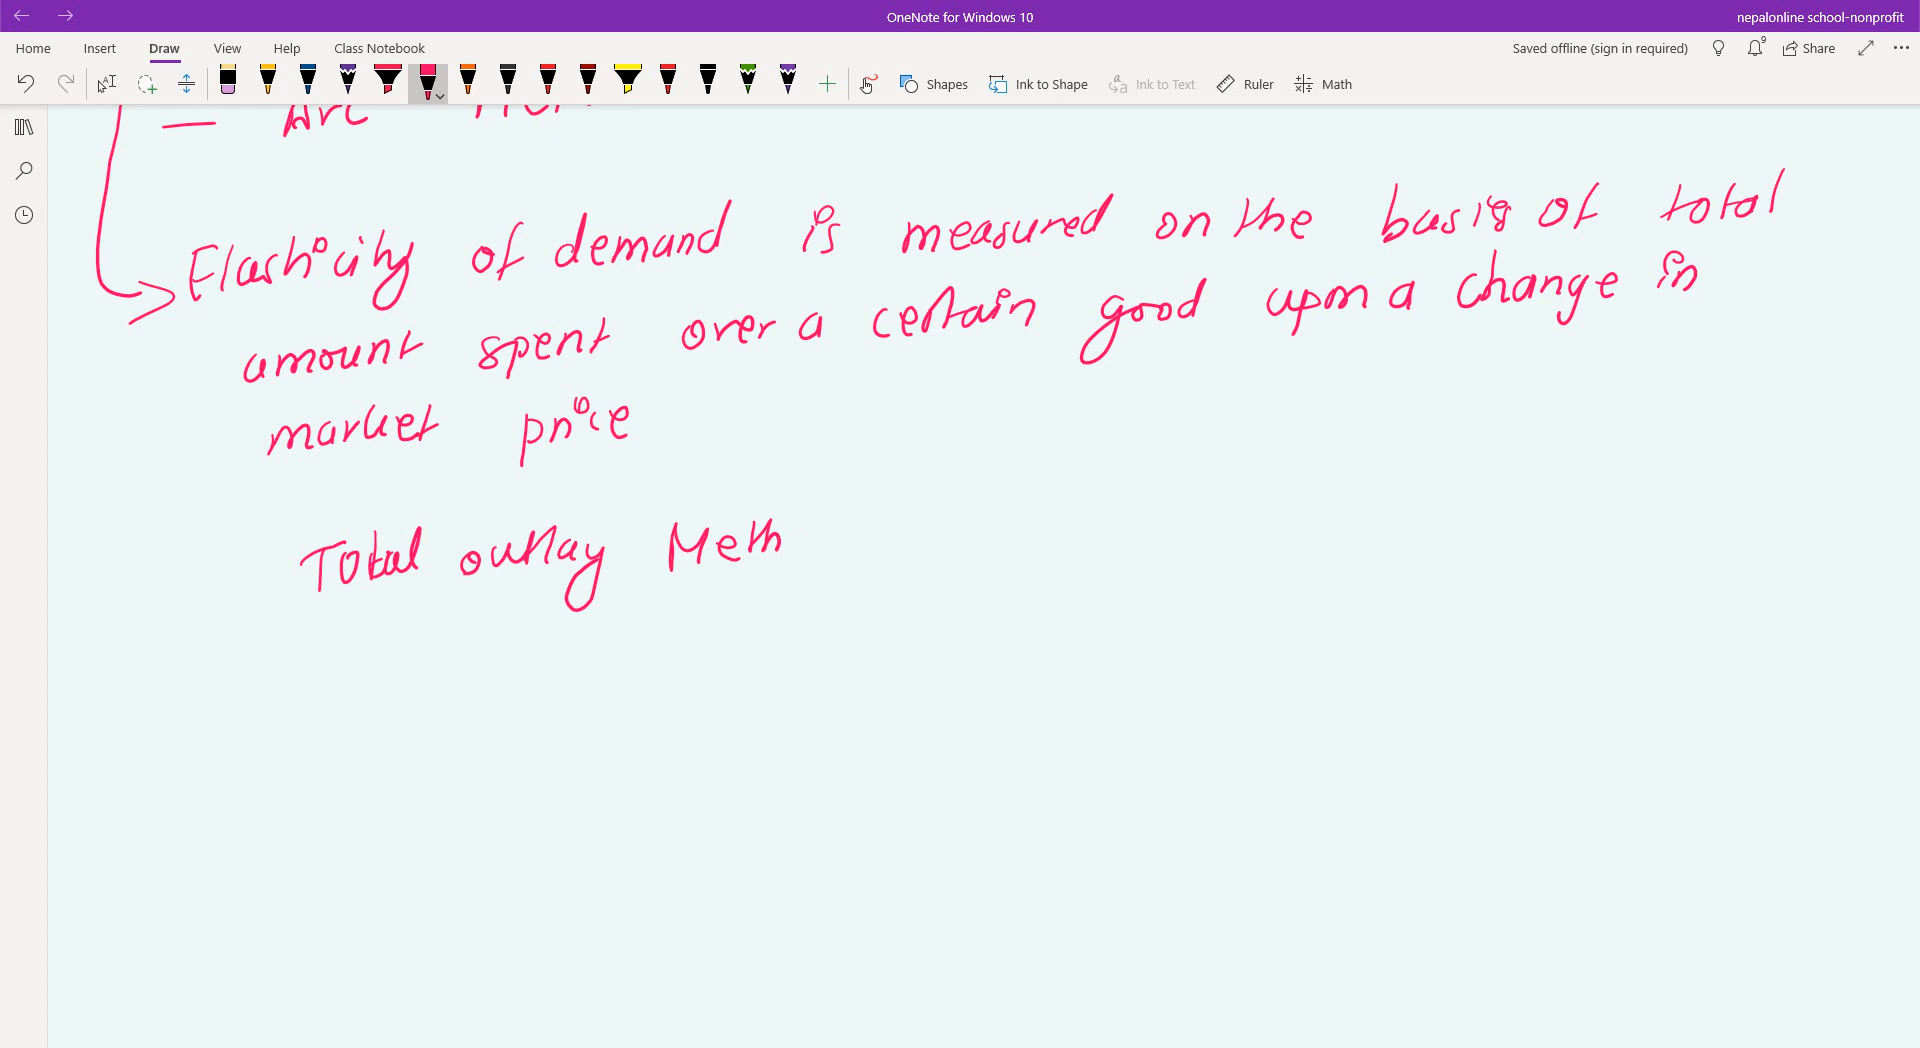 OneNote for Windows 10
nepalonline school-nonprofit
Home Insert Draw View Help Class Notebook
Saved offline (sign in required) 9 Share
Shapes Ink to Shape Ink to Text Ruler Math
— Arc
Elasticity of demand is measured on the basis of total
amount spent over a certain good upon a change in
market price
Total outlay Meth